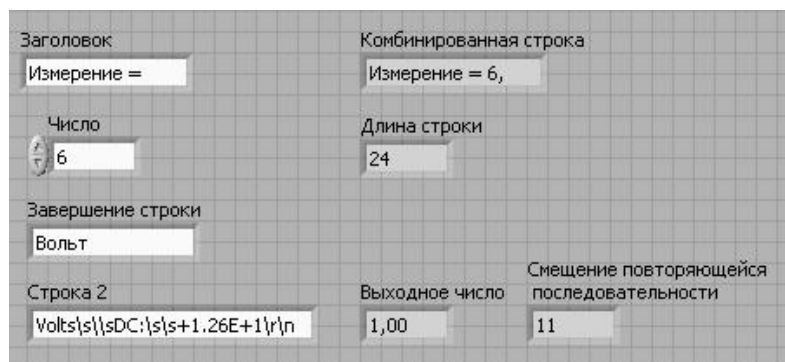 Заголовок
Измерение =
Комбинированная строка
Измерение = 6,
Число
6
Длина строки
24
Завершение строки
Вольт
Строка 2
Volts\s\\sDC:\s\s+1.26E+1\r\n
Выходное число
1,00
Смещение повторяющейся
последовательности
11